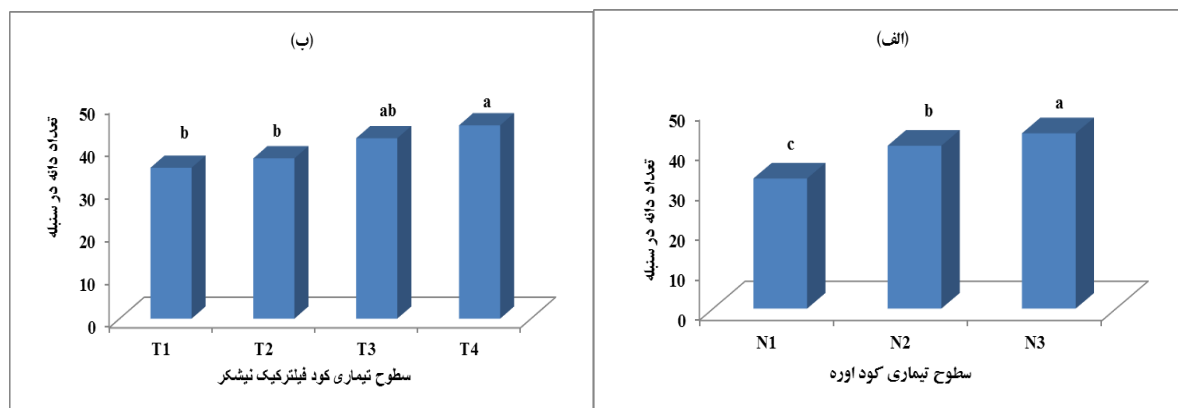 (ب)
تعداد دانه در سنبله
50
40
30
20
10
0
b
b
ab
a
T1
T2
T3
T4
سطوح تیماری کود فیلترکیک نیشکر
(الف)
تعداد دانه در سنبله
50
40
30
20
10
0
c
b
a
N1
N2
N3
سطوح تیماری کود اوره